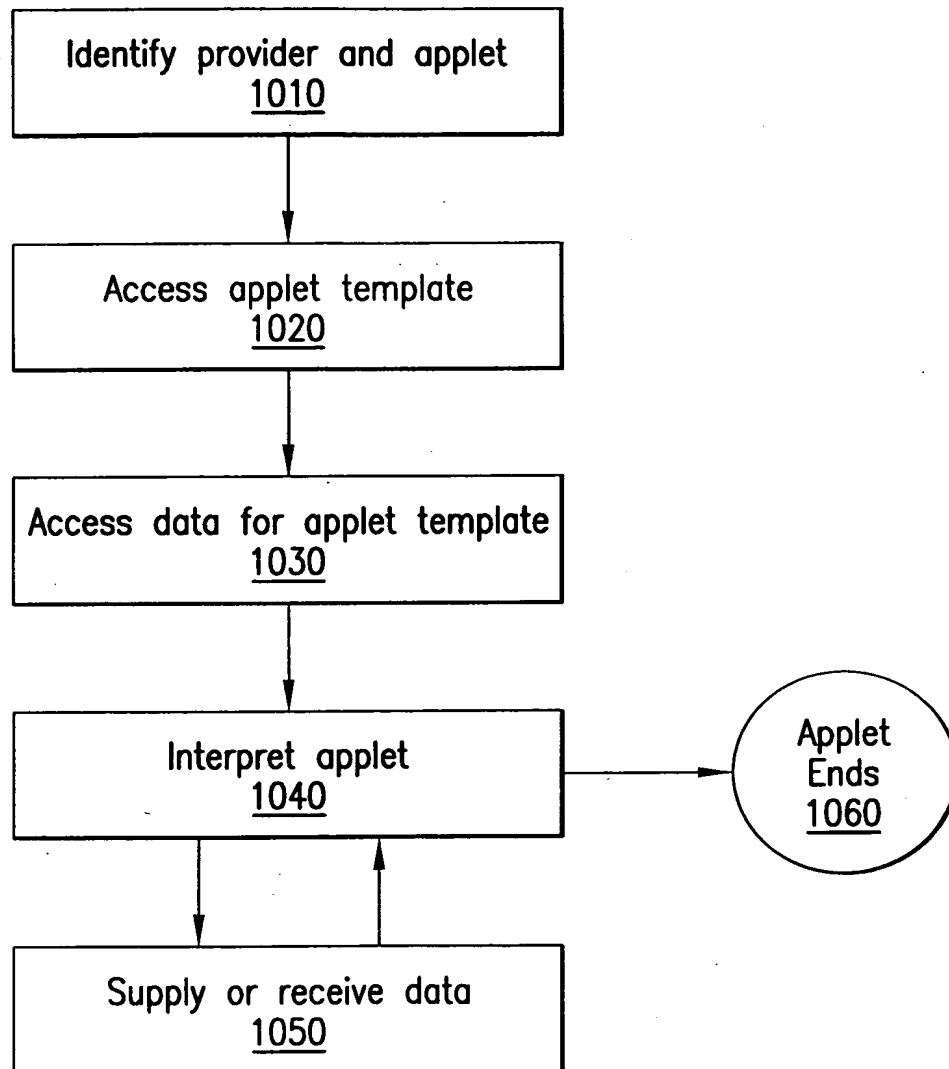 Identify provider and applet
1010
Access applet template
1020
Access data for applet template
1030
Interpret applet
1040
Applet
Ends
1060
Supply or receive data
1050